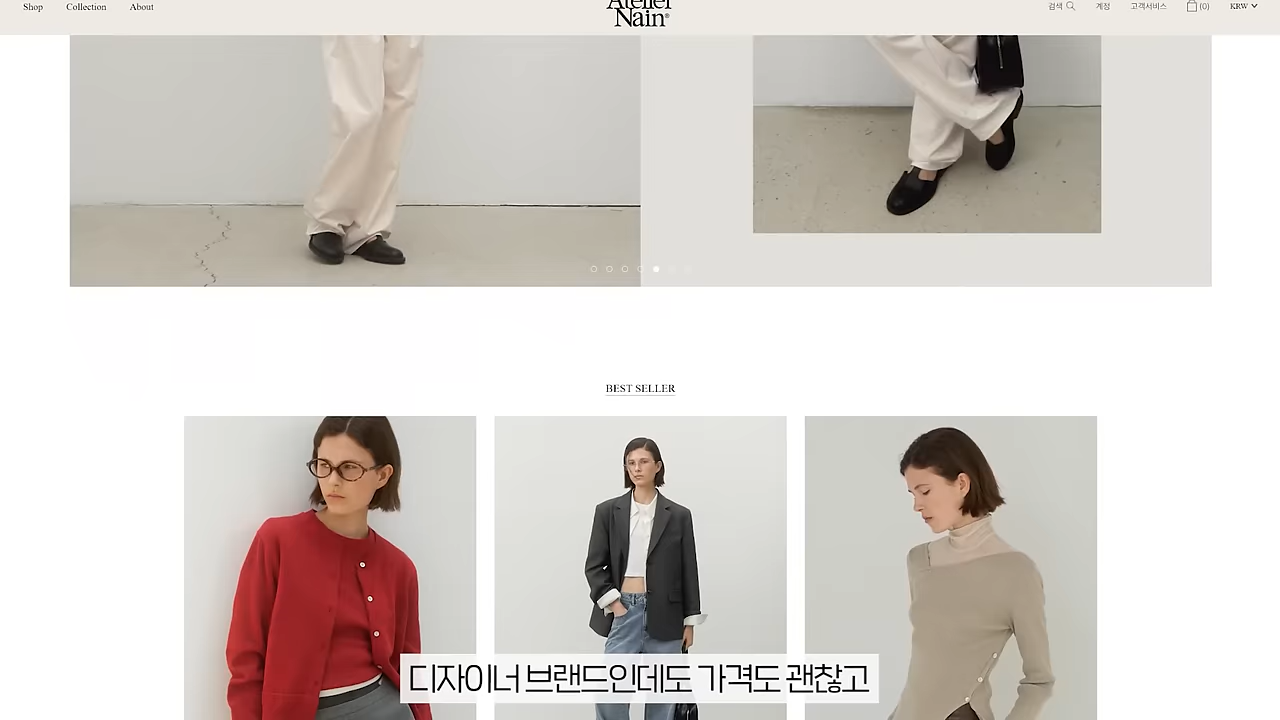 Shop
Collection
About
Atelier
Nain®
검색
계정
고객서비스
(0)
KRW
BEST SELLER
디자이너 브랜드인데도 가격도 괜찮고